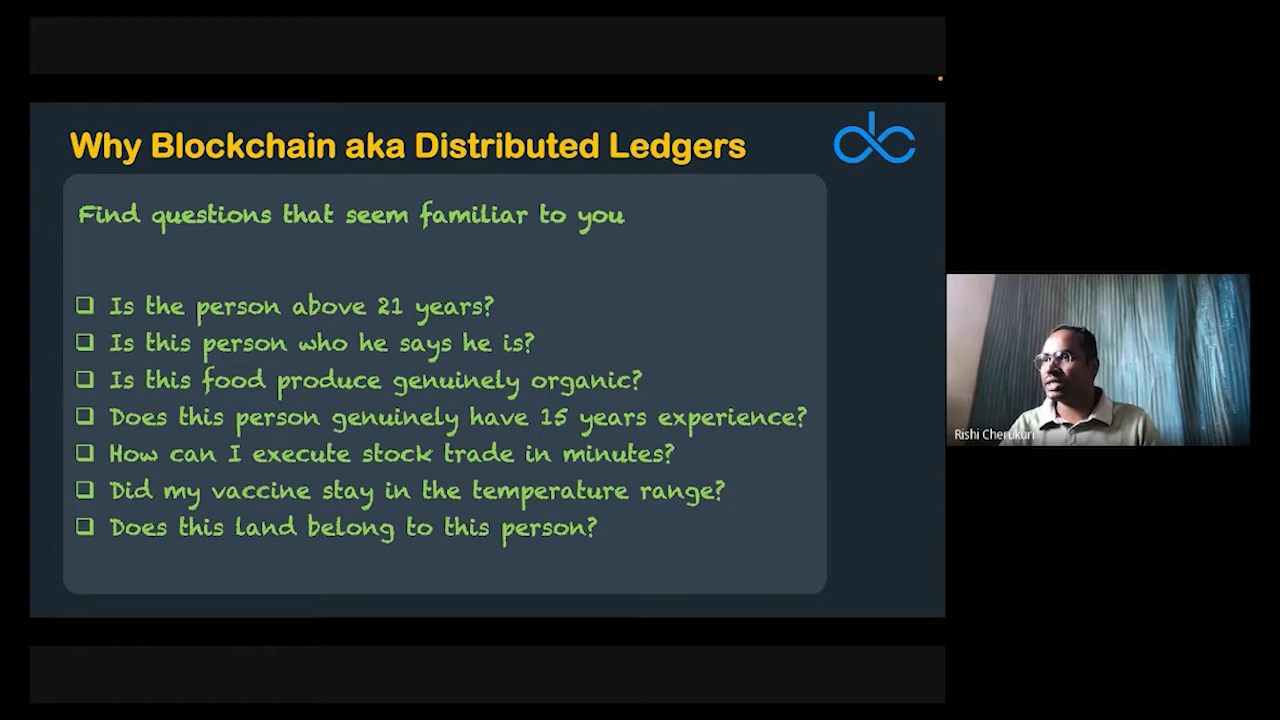 Why Blockchain aka Distributed Ledgers
Find questions that seem familiar to you
Is the person above 21 years?
Is this person who he says he is?
Is this food produce genuinely organic?
Does this person genuinely have 15 years experience?
How can I execute stock trade in minutes?
Did my vaccine stay in the temperature range?
Does this land belong to this person?
Rishi Cherukuri